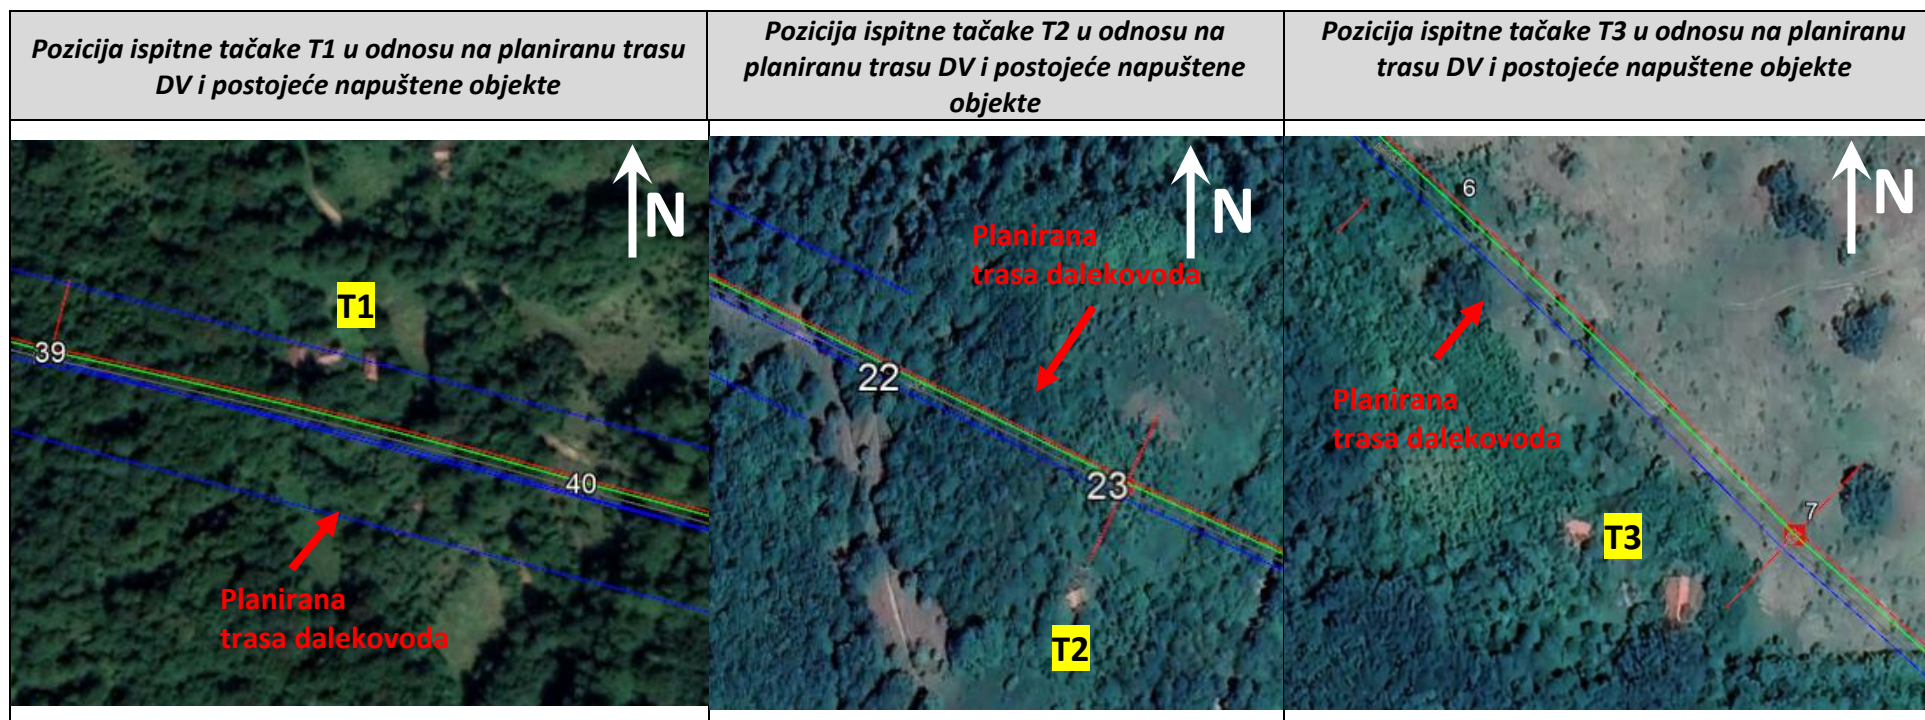 Pozicija ispitne tačake T1 u odnosu na planiranu trasu
DV i postojeće napuštene objekte
Pozicija ispitne tačake T2 u odnosu na
planiranu trasu DV i postojeće napuštene
objekte
Pozicija ispitne tačake T3 u odnosu na planiranu
trasu DV i postojeće napuštene objekte
N
T1
39
40
Planirana
trasa dalekovoda
N
Planirana
trasa dalekovoda
22
23
T2
6
N
Planirana
trasa dalekovoda
7
T3